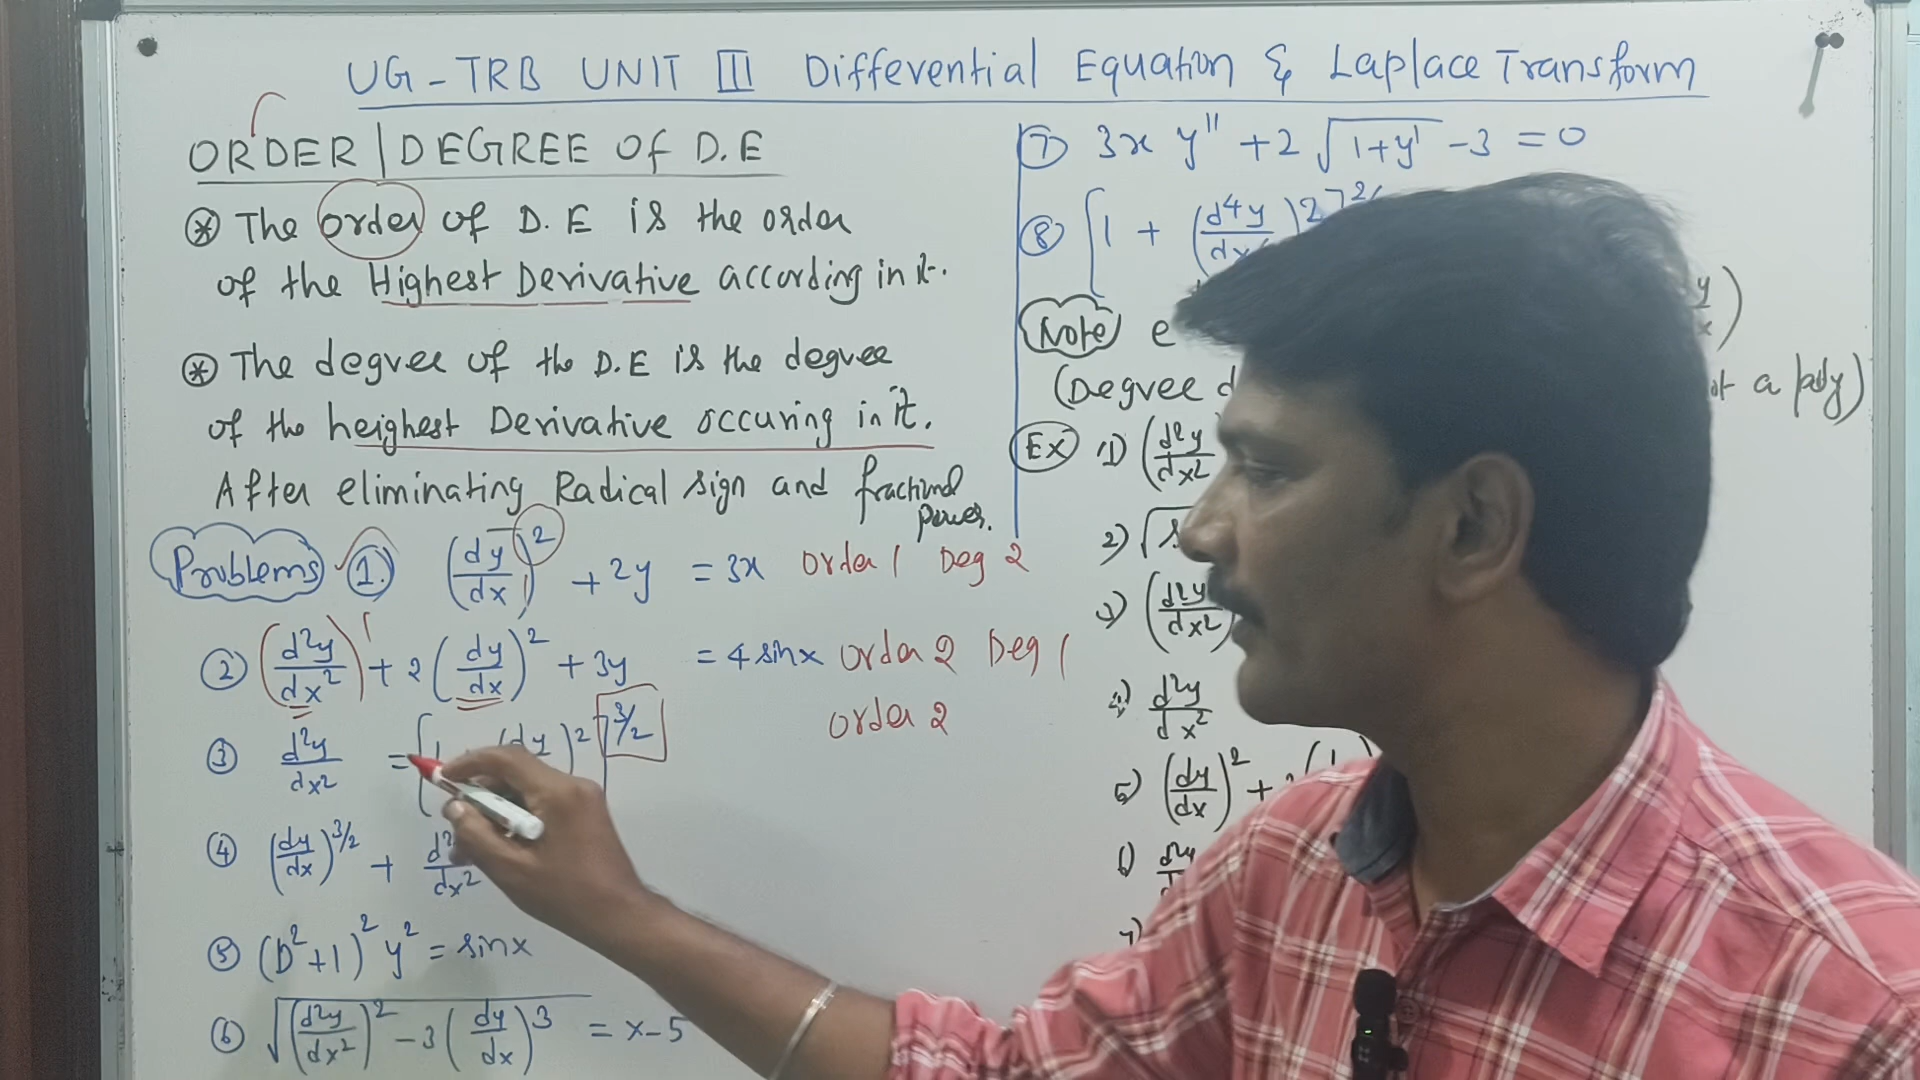 UG-TRB UNIT III Differential Equation & Laplace Transform
ORDER | DEGREE of D.E
* The order of D.E is the order
of the Highest Derivative according in it.
* The degree of the D.E is the degree
of the heighest Derivative occuring in it.
After eliminating Radical sign and fractional
power.
Problems ① (dy/dx)^2 + 2y = 3x order 1 Deg 2
② (d²y/dx²)^1 + 2 (dy/dx)^2 + 3y = 4 sinx order 2 Deg 1
③ d²y/dx² = [1 + (dy )^2]^3/2 order 2
④ (dy/dx)^3/2 + d²/dx²
⑤ (D²+1)² y² = sinx
⑥ √(d²y/dx²)² - 3 (dy/dx)³ = x-5
⑦ 3x y'' + 2 √1+y' - 3 = 0
⑧ [1 + (d⁴y/dx )²]
Note e
(Degree a pdy)
Ex 1) (d²y/dx²
2) √
3) (d²y/dx²
4) d²y/dx²
5) (dy/dx)² +
6) d²y
7)